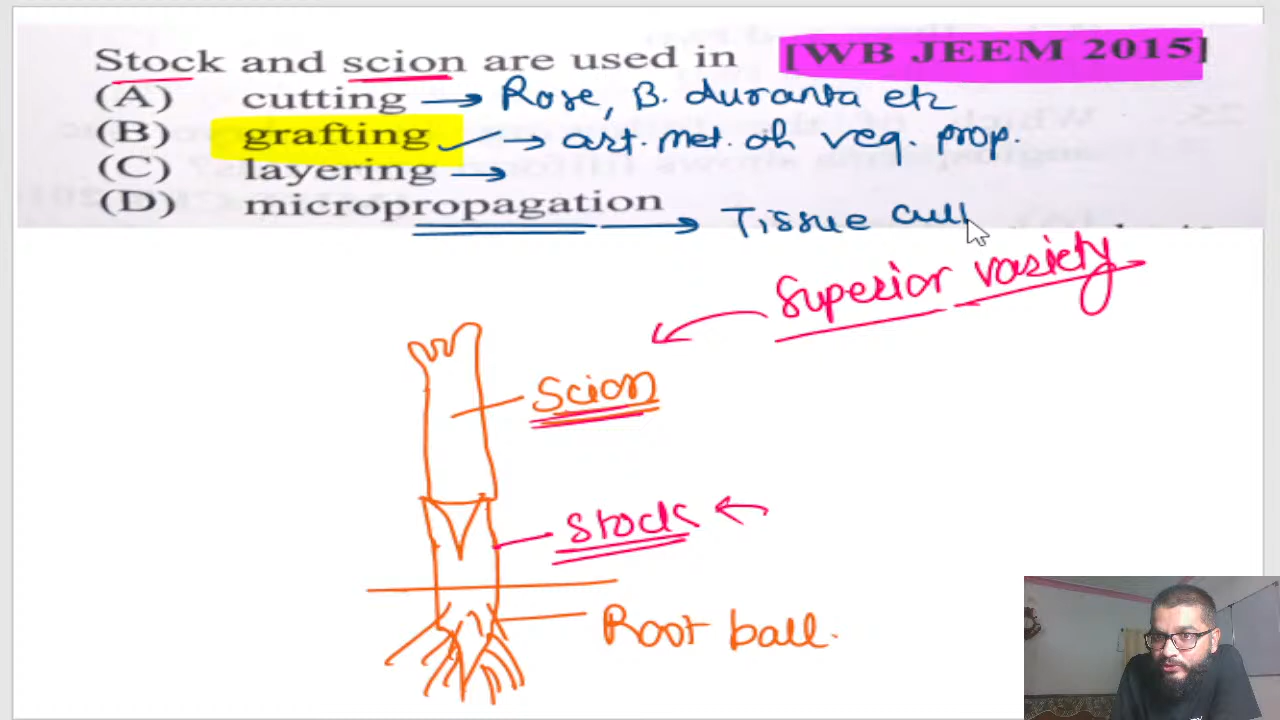 Stock and scion are used in [WB JEEM 2015]
(A) cutting → Rose, B. duranta etc
(B) grafting ✓ → art. met. of veg. prop.
(C) layering →
(D) micropropagation → Tissue cul
Superior variety
Scion
Stock
Root ball.